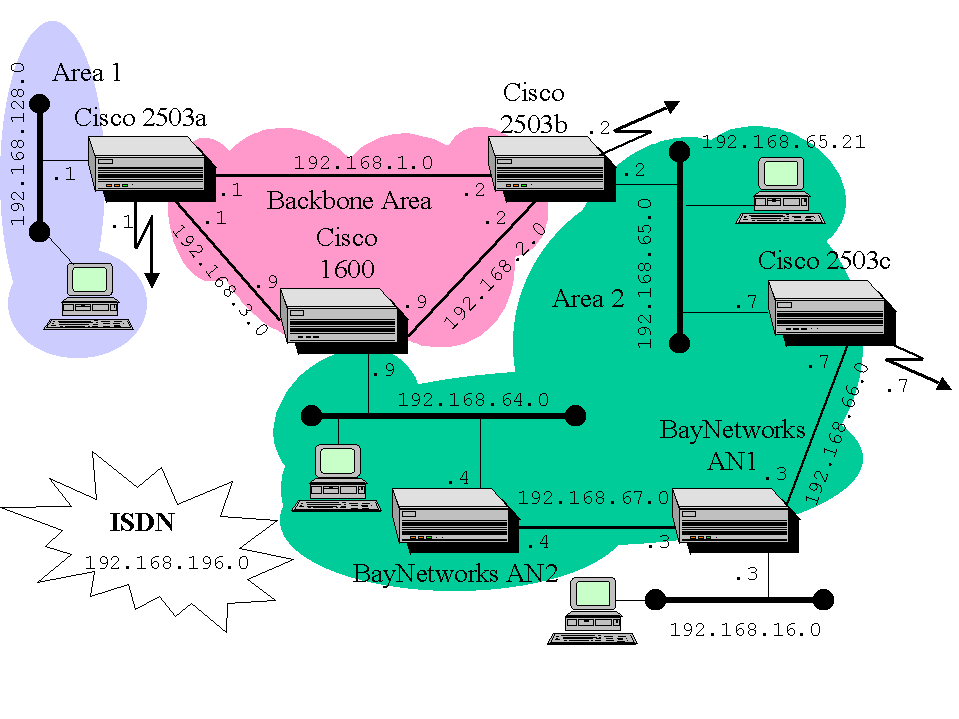 Area 1
192.168.128.0
Cisco 2503a
.1
.1
.1
.1
192.168.1.0
Backbone Area
Cisco
2503b
.2
.2
.2
.2
192.168.65.21
192.168.65.0
192.168.3.0
192.168.2.0
Cisco
1600
.9
.9
.9
Area 2
Cisco 2503c
.7
.7
.7
192.168.66.0
192.168.64.0
BayNetworks
AN1
.3
.4
192.168.67.0
.4
.3
BayNetworks AN2
.3
192.168.16.0
ISDN
192.168.196.0